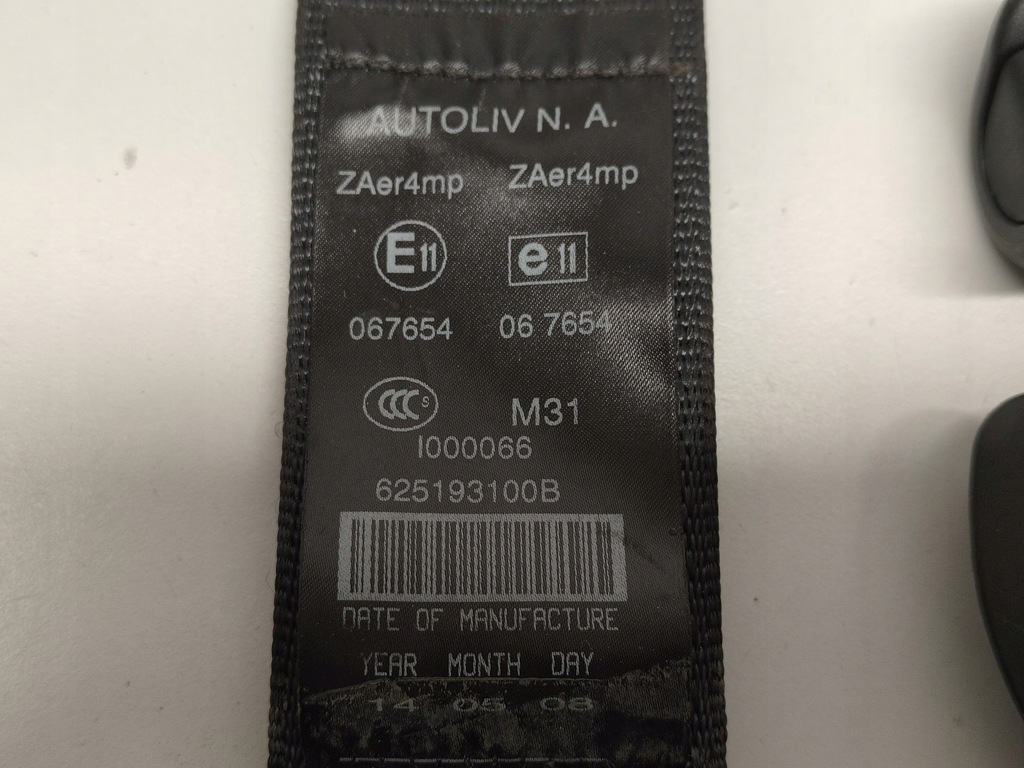 AUTOLIV N. A.
ZAer4mp ZAer4mp
E11 e11
067654 06 7654
CCC S M31
I000066
625193100B
DATE OF MANUFACTURE
YEAR MONTH DAY
14 05 08